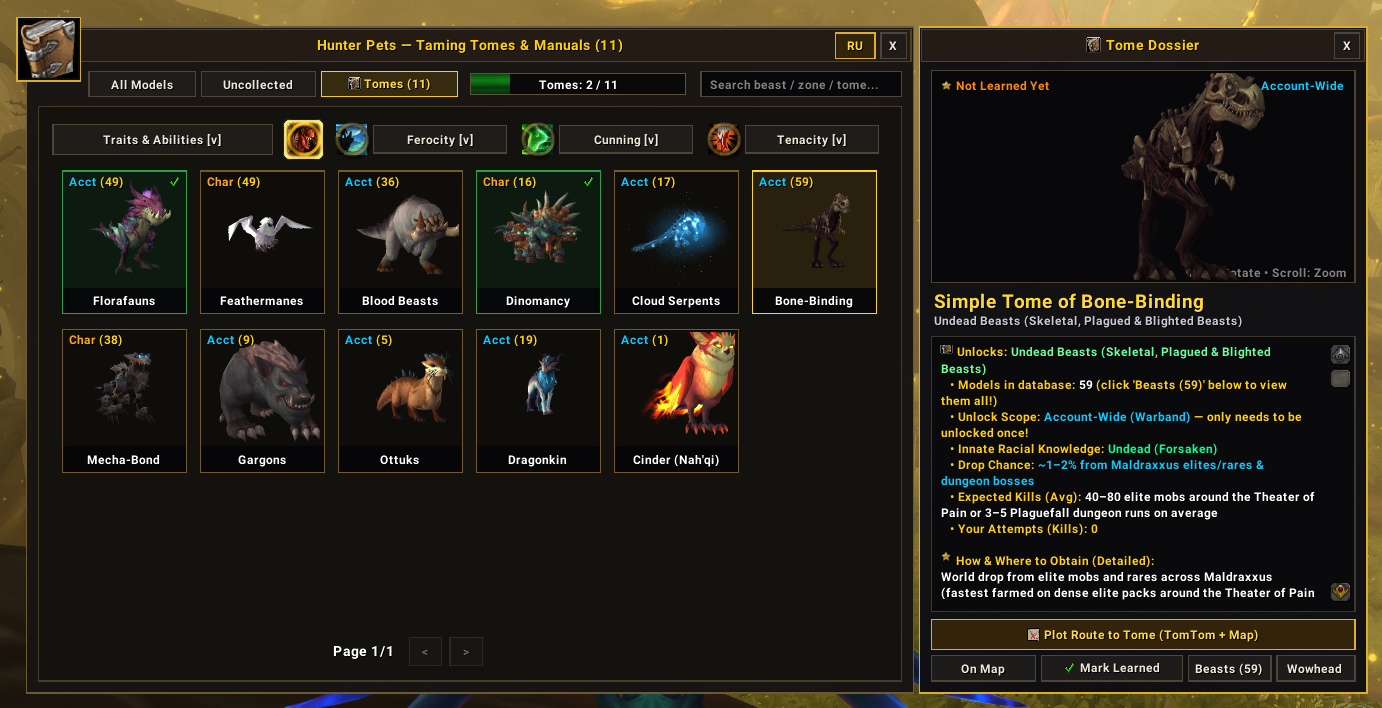 Hunter Pets — Taming Tomes & Manuals (11)
RU
X
All Models
Uncollected
Tomes (11)
Tomes: 2 / 11
Search beast / zone / tome...
Traits & Abilities [v]
Ferocity [v]
Cunning [v]
Tenacity [v]
Acct (49)
Char (49)
Acct (36)
Char (16)
Acct (17)
Acct (59)
Florafauns
Feathermanes
Blood Beasts
Dinomancy
Cloud Serpents
Bone-Binding
Char (38)
Acct (9)
Acct (5)
Acct (19)
Acct (1)
Mecha-Bond
Gargons
Ottuks
Dragonkin
Cinder (Nah'qi)
Page 1/1
<
>
Tome Dossier
X
Not Learned Yet
Account-Wide
otate • Scroll: Zoom
Simple Tome of Bone-Binding
Undead Beasts (Skeletal, Plagued & Blighted Beasts)
Unlocks: Undead Beasts (Skeletal, Plagued & Blighted
Beasts)
• Models in database: 59 (click 'Beasts (59)' below to view
them all!)
• Unlock Scope: Account-Wide (Warband) — only needs to be
unlocked once!
• Innate Racial Knowledge: Undead (Forsaken)
• Drop Chance: ~1–2% from Maldraxxus elites/rares &
dungeon bosses
• Expected Kills (Avg): 40–80 elite mobs around the Theater of
Pain or 3–5 Plaguefall dungeon runs on average
• Your Attempts (Kills): 0
How & Where to Obtain (Detailed):
World drop from elite mobs and rares across Maldraxxus
(fastest farmed on dense elite packs around the Theater of Pain
Plot Route to Tome (TomTom + Map)
On Map
Mark Learned
Beasts (59)
Wowhead